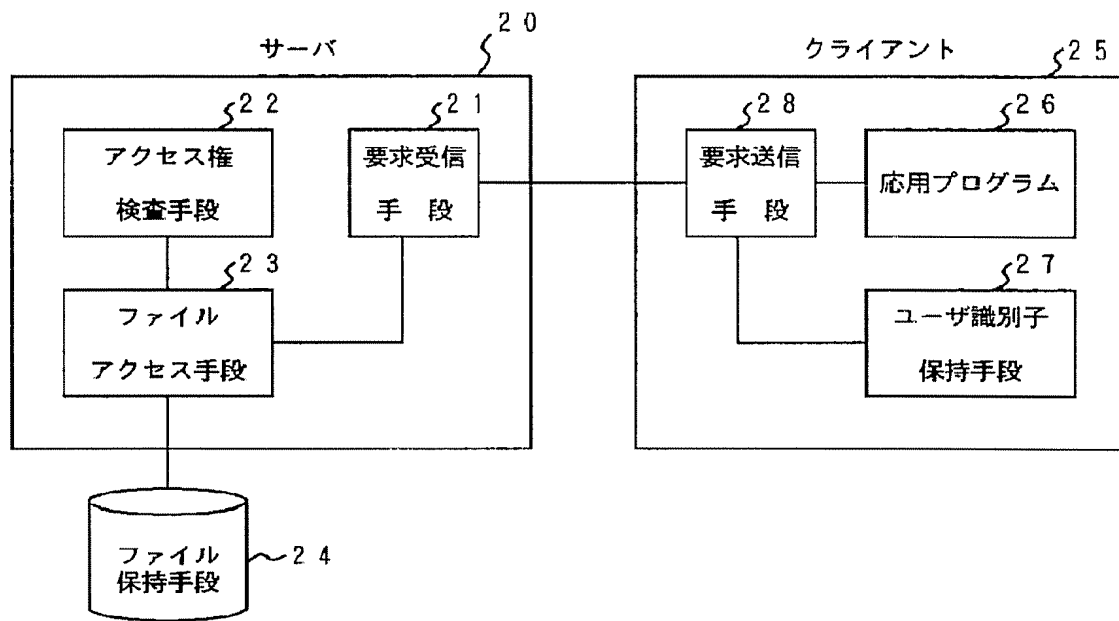 サーバ
20
22
アクセス権
検査手段
21
要求受信
手 段
23
ファイル
アクセス手段
ファイル
保持手段
24
クライアント
25
28
要求送信
手 段
26
応用プログラム
27
ユーザ識別子
保持手段